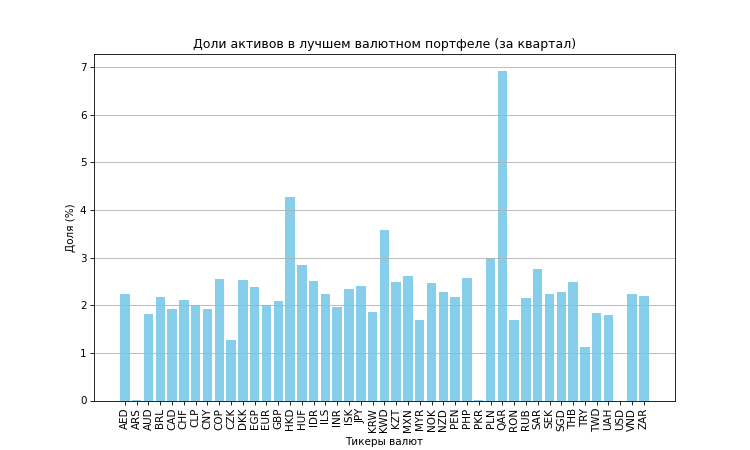 Доли активов в лучшем валютном портфеле (за квартал)
7
6
5
4
3
2
1
0
Доля (%)
AED ARS AUD BRL CAD CHF CLP CNY COP CZK DKK EGP EUR GBP HKD HUF IDR ILS INR ISK JPY KRW KWD KZT MXN MYR NOK NZD PEN PHP PKR PLN QAR RON RUB SAR SEK SGD THB TRY TWD UAH USD VND ZAR
Тикеры валют